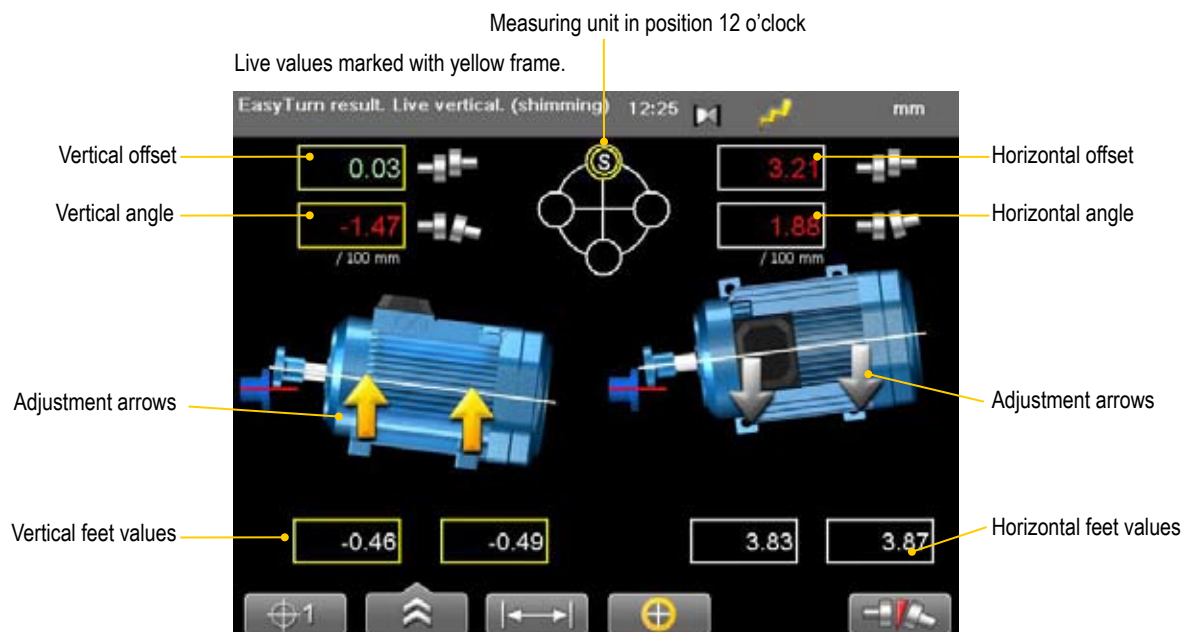 Measuring unit in position 12 o'clock
Live values marked with yellow frame.
EasyTurn result. Live vertical. (shimming) 12:25 mm
Vertical offset
0.03
S
3.21
Horizontal offset
Vertical angle
-1.47
1.88
Horizontal angle
/ 100 mm
/ 100 mm
Adjustment arrows
Adjustment arrows
Vertical feet values
-0.46
-0.49
3.83
3.87
Horizontal feet values
1